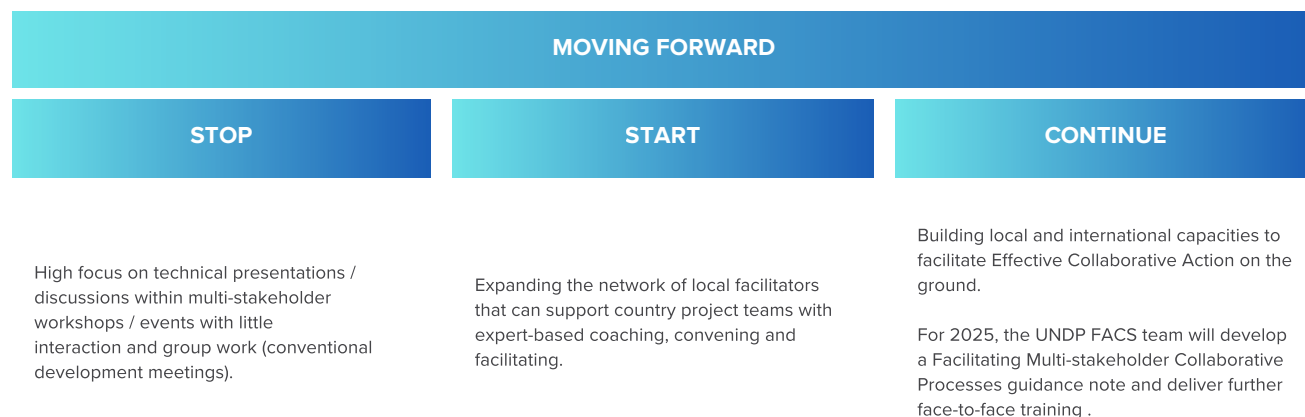 MOVING FORWARD
STOP
High focus on technical presentations /
discussions within multi-stakeholder
workshops / events with little
interaction and group work (conventional
development meetings).
START
Expanding the network of local facilitators
that can support country project teams with
expert-based coaching, convening and
facilitating.
CONTINUE
Building local and international capacities to
facilitate Effective Collaborative Action on the
ground.
For 2025, the UNDP FACS team will develop
a Facilitating Multi-stakeholder Collaborative
Processes guidance note and deliver further
face-to-face training .